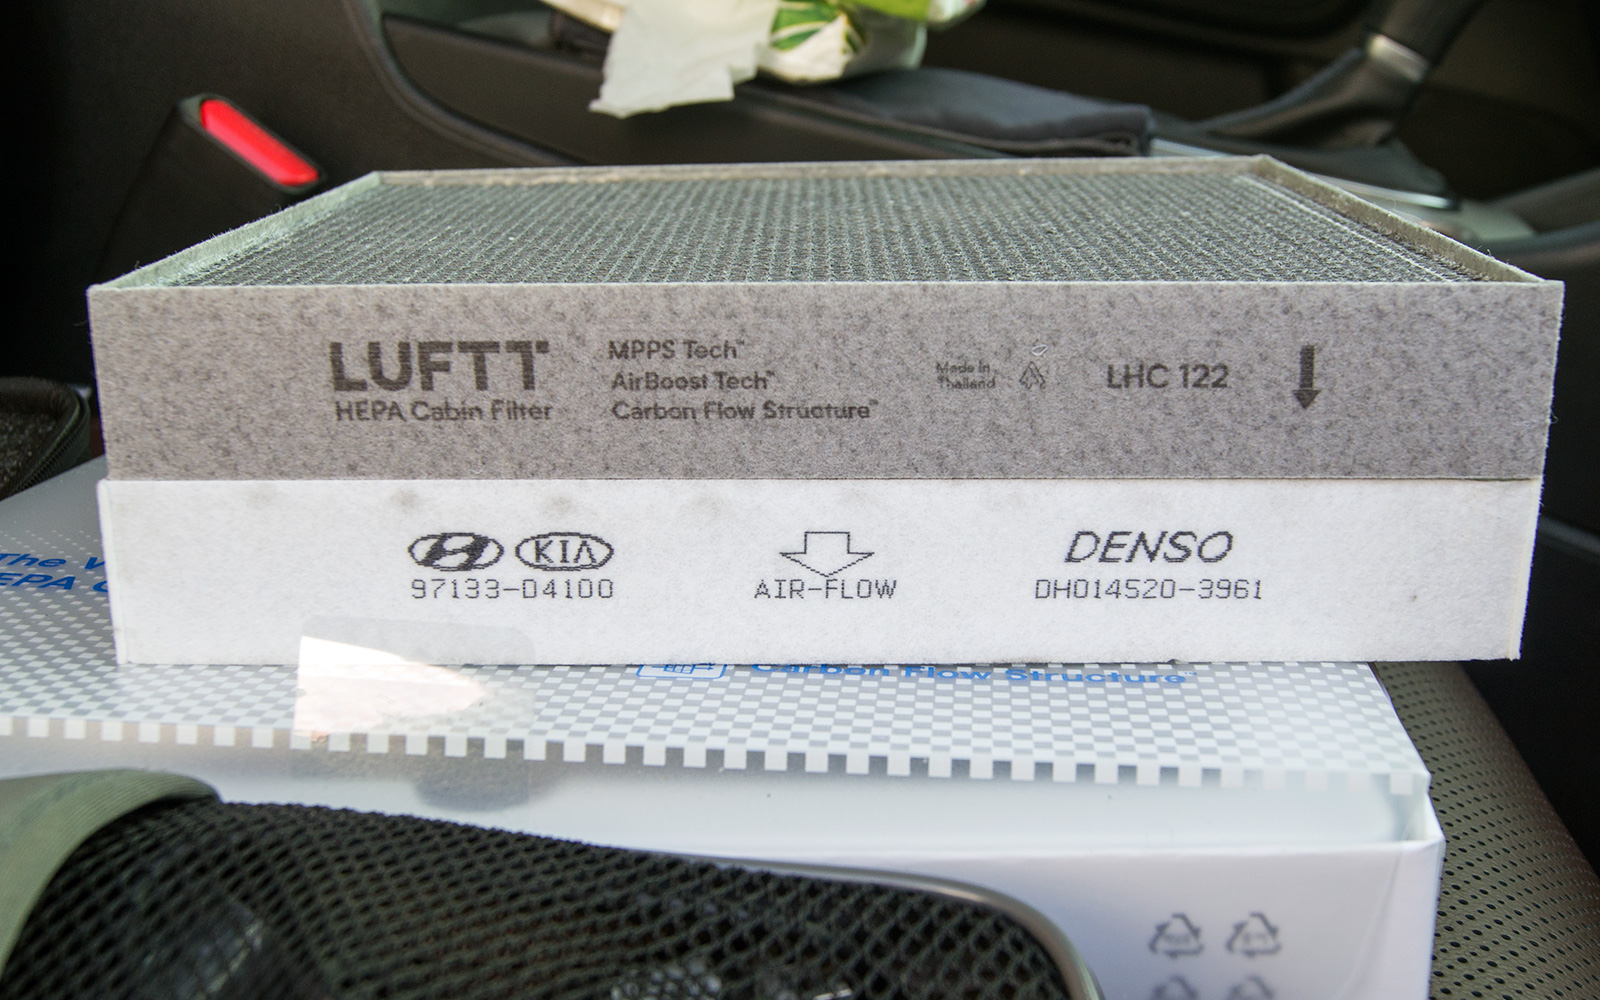 LUFTT
HEPA Cabin Filter
MPPS Tech™
AirBoost Tech™
Carbon Flow Structure™
Made in
Thailand
LHC 122
KIA
97133-D4100
AIR-FLOW
DENSO
DH014520-3961
The
Carbon Flow Structure™